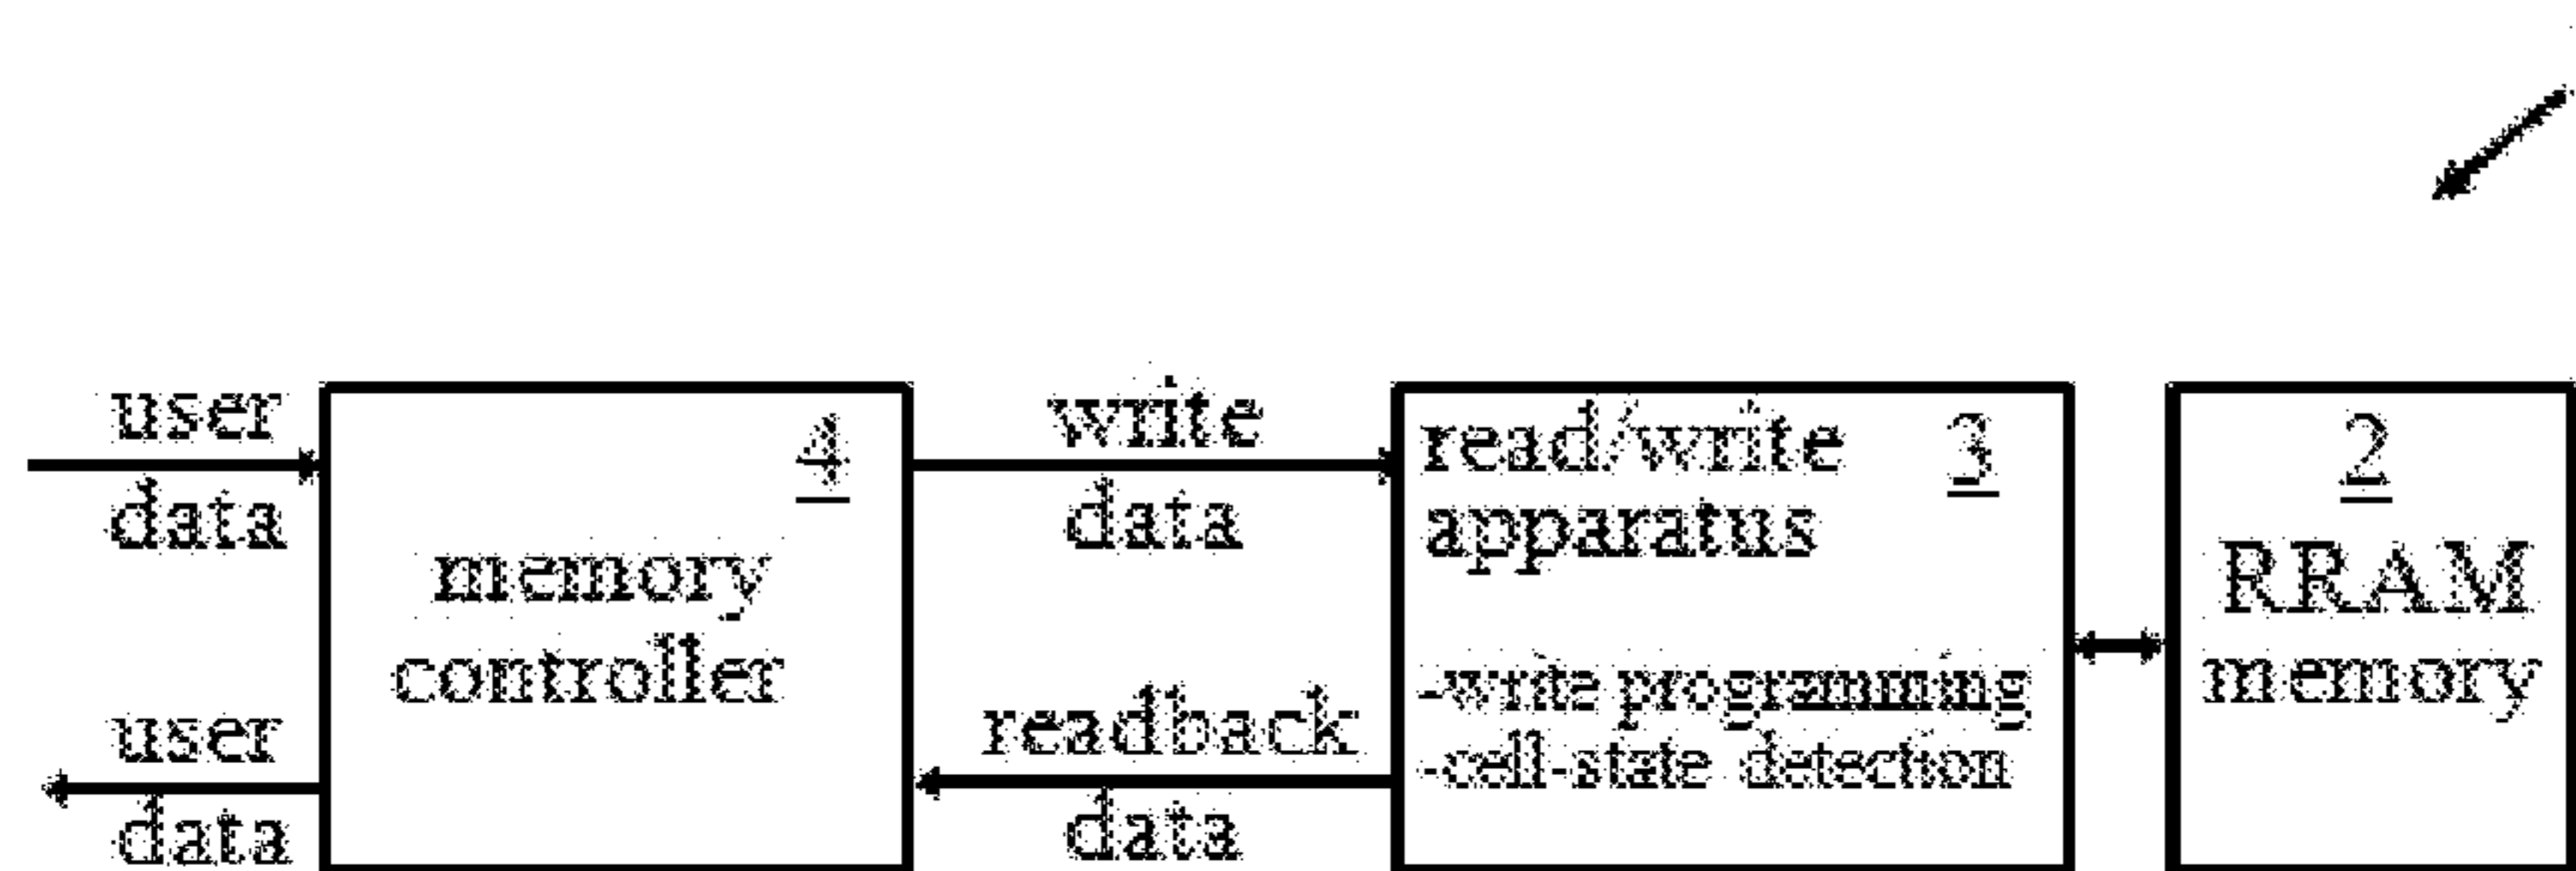 user
data
4
memory
controller
user
data
write
data
readback
data
read/write 3
apparatus
-write programming
-cell-state detection
2
RRAM
memory